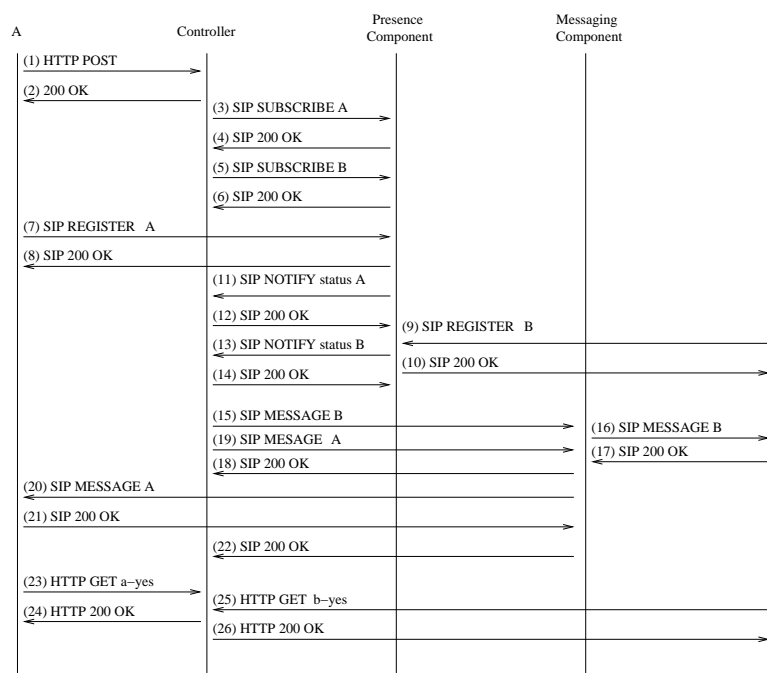 A
Controller
Presence
Component
Messaging
Component
(1) HTTP POST
(2) 200 OK
(3) SIP SUBSCRIBE A
(4) SIP 200 OK
(5) SIP SUBSCRIBE B
(6) SIP 200 OK
(7) SIP REGISTER A
(8) SIP 200 OK
(11) SIP NOTIFY status A
(12) SIP 200 OK
(9) SIP REGISTER B
(13) SIP NOTIFY status B
(10) SIP 200 OK
(14) SIP 200 OK
(15) SIP MESSAGE B
(16) SIP MESSAGE B
(19) SIP MESAGE A
(17) SIP 200 OK
(18) SIP 200 OK
(20) SIP MESSAGE A
(21) SIP 200 OK
(22) SIP 200 OK
(23) HTTP GET a−yes
(25) HTTP GET b−yes
(24) HTTP 200 OK
(26) HTTP 200 OK